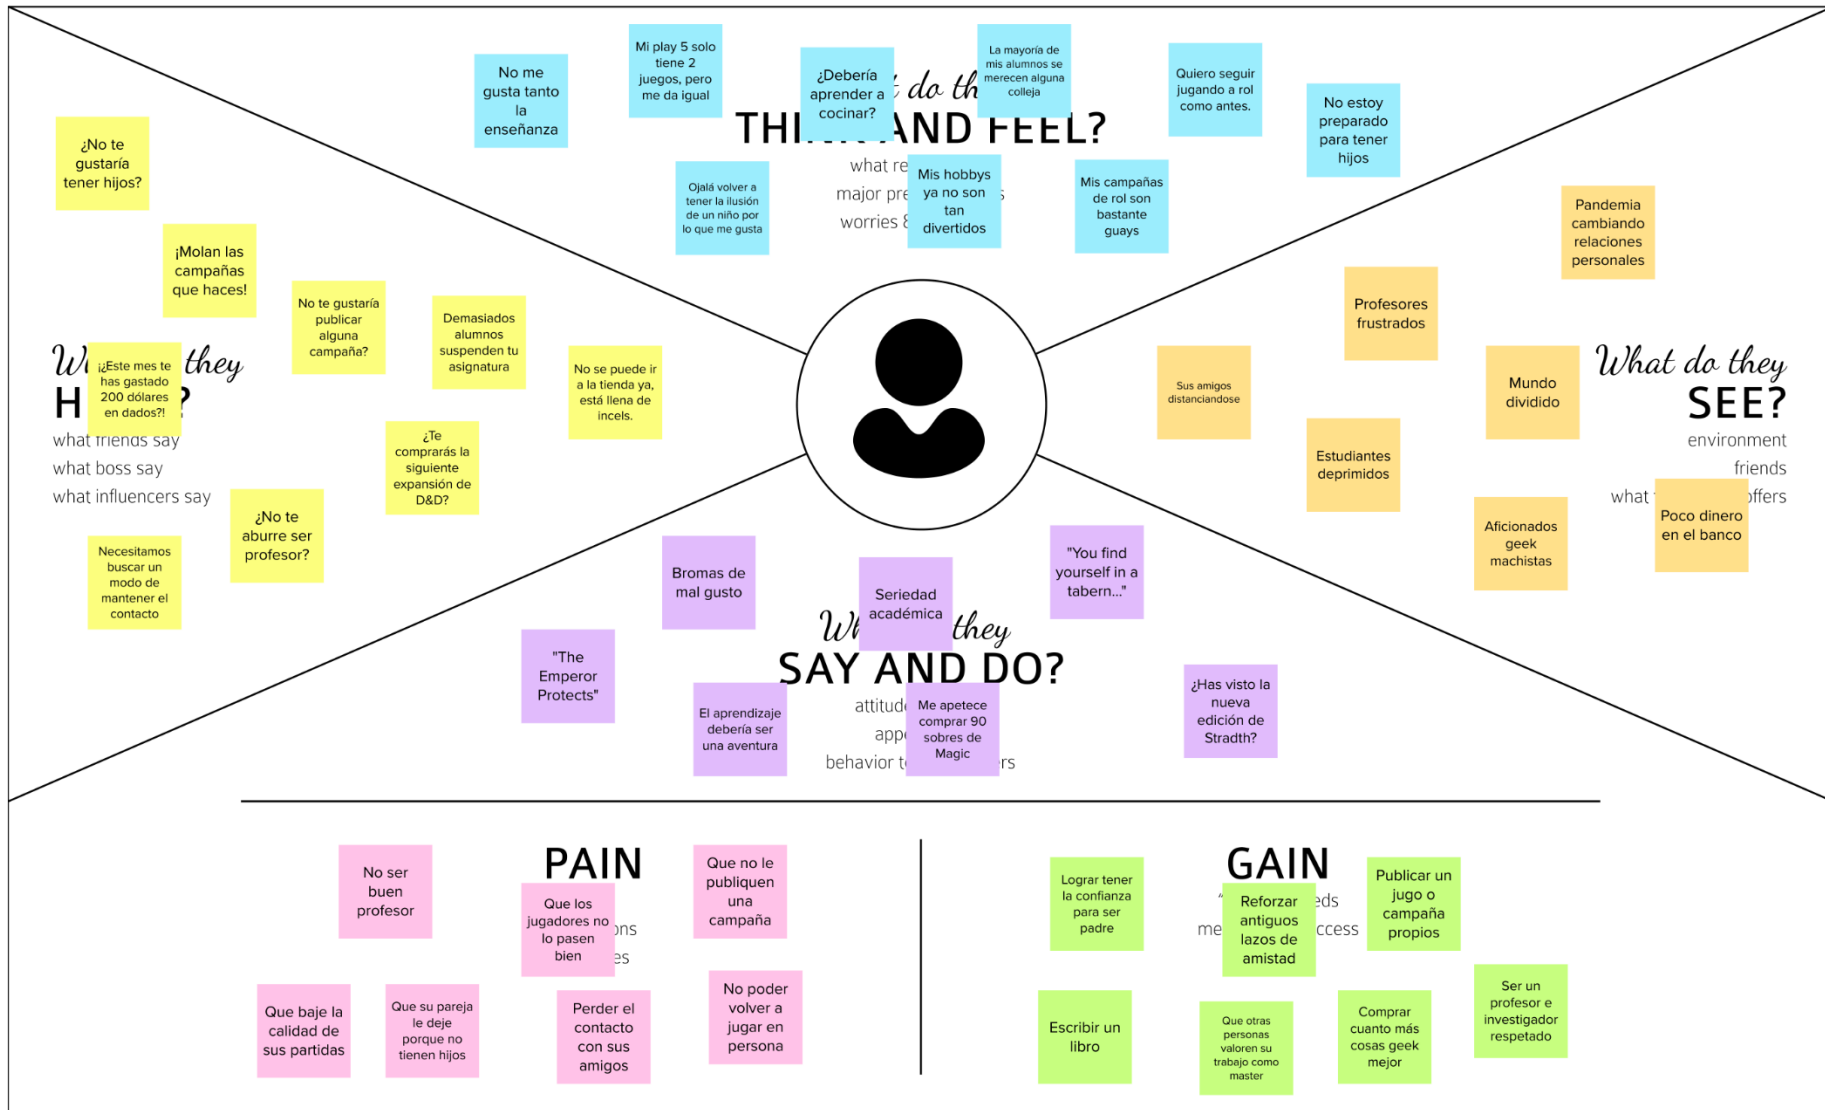 No me
gusta tanto
la
enseñanza
Mi play 5 solo
tiene 2
juegos, pero
me da igual
¿Debería
aprender a
cocinar?
La mayoría de
mis alumnos se
merecen alguna
colleja
Quiero seguir
jugando a rol
como antes.
No estoy
preparado
para tener
hijos
do
THINK AND FEEL?
what
major
worries &
Ojalá volver a
tener la ilusión
de un niño por
lo que me gusta
Mis hobbys
ya no son
tan
divertidos
Mis campañas
de rol son
bastante
guays
¿No te
gustaría
tener hijos?
¡Molan las
campañas
que haces!
No te gustaría
publicar
alguna
campaña?
Demasiados
alumnos
suspenden tu
asignatura
No se puede ir
a la tienda ya,
está llena de
incels.
they
¡¿Este mes te
has gastado
200 dólares
en dados?!
H ?
what friends say
what boss say
what influencers say
¿Te
comprarás la
siguiente
expansión de
D&D?
¿No te
aburre ser
profesor?
Necesitamos
buscar un
modo de
mantener el
contacto
Pandemia
cambiando
relaciones
personales
Profesores
frustrados
Sus amigos
distanciandose
Mundo
dividido
What do they
SEE?
environment
friends
what offers
Estudiantes
deprimidos
Aficionados
geek
machistas
Poco dinero
en el banco
Bromas de
mal gusto
Seriedad
académica
"You find
yourself in a
tabern..."
they
SAY AND DO?
"The
Emperor
Protects"
El aprendizaje
debería ser
una aventura
Me apetece
comprar 90
sobres de
Magic
¿Has visto la
nueva
edición de
Stradth?
behavior
PAIN
No ser
buen
profesor
Que los
jugadores no
lo pasen
bien
Que no le
publiquen
una
campaña
Que baje la
calidad de
sus partidas
Que su pareja
le deje
porque no
tienen hijos
Perder el
contacto
con sus
amigos
No poder
volver a
jugar en
persona
GAIN
Lograr tener
la confianza
para ser
padre
Reforzar
antiguos
lazos de
amistad
Publicar un
jugo o
campaña
propios
Escribir un
libro
Que otras
personas
valoren su
trabajo como
master
Comprar
cuanto más
cosas geek
mejor
Ser un
profesor e
investigador
respetado